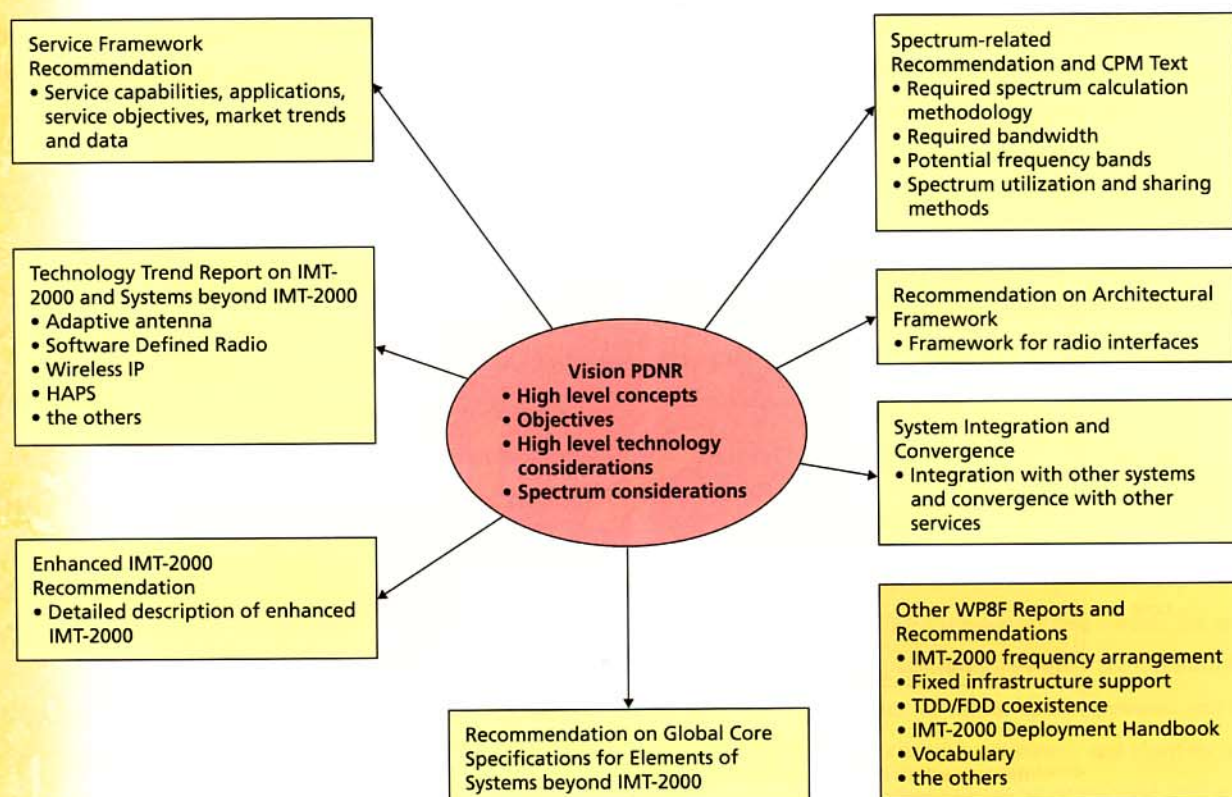 Service Framework
Recommendation
• Service capabilities, applications,
service objectives, market trends
and data
Technology Trend Report on IMT-
2000 and Systems beyond IMT-2000
• Adaptive antenna
• Software Defined Radio
• Wireless IP
• HAPS
• the others
Enhanced IMT-2000
Recommendation
• Detailed description of enhanced
IMT-2000
Vision PDNR
• High level concepts
• Objectives
• High level technology
considerations
• Spectrum considerations
Recommendation on Global Core
Specifications for Elements of
Systems beyond IMT-2000
Spectrum-related
Recommendation and CPM Text
• Required spectrum calculation
methodology
• Required bandwidth
• Potential frequency bands
• Spectrum utilization and sharing
methods
Recommendation on Architectural
Framework
• Framework for radio interfaces
System Integration and
Convergence
• Integration with other systems
and convergence with other
services
Other WP8F Reports and
Recommendations
• IMT-2000 frequency arrangement
• Fixed infrastructure support
• TDD/FDD coexistence
• IMT-2000 Deployment Handbook
• Vocabulary
• the others